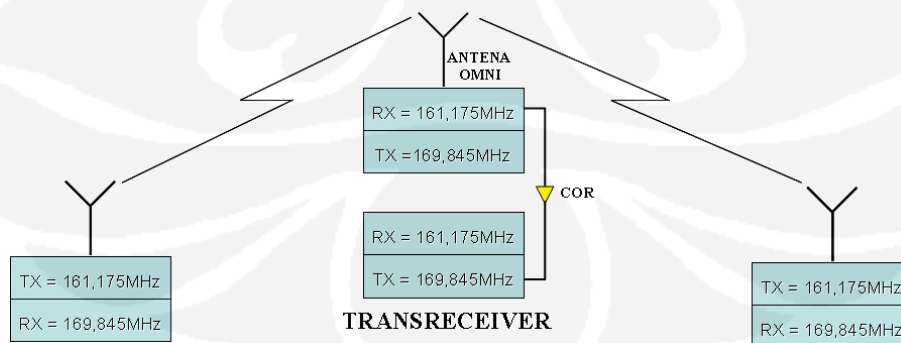 ANTENA
OMNI
RX = 161,175MHz
TX =169,845MHz
COR
RX = 161,175MHz
TX = 169,845MHz
TRANSRECEIVER
TX = 161,175MHz
RX = 169,845MHz
TX = 161,175MHz
RX = 169,845MHz